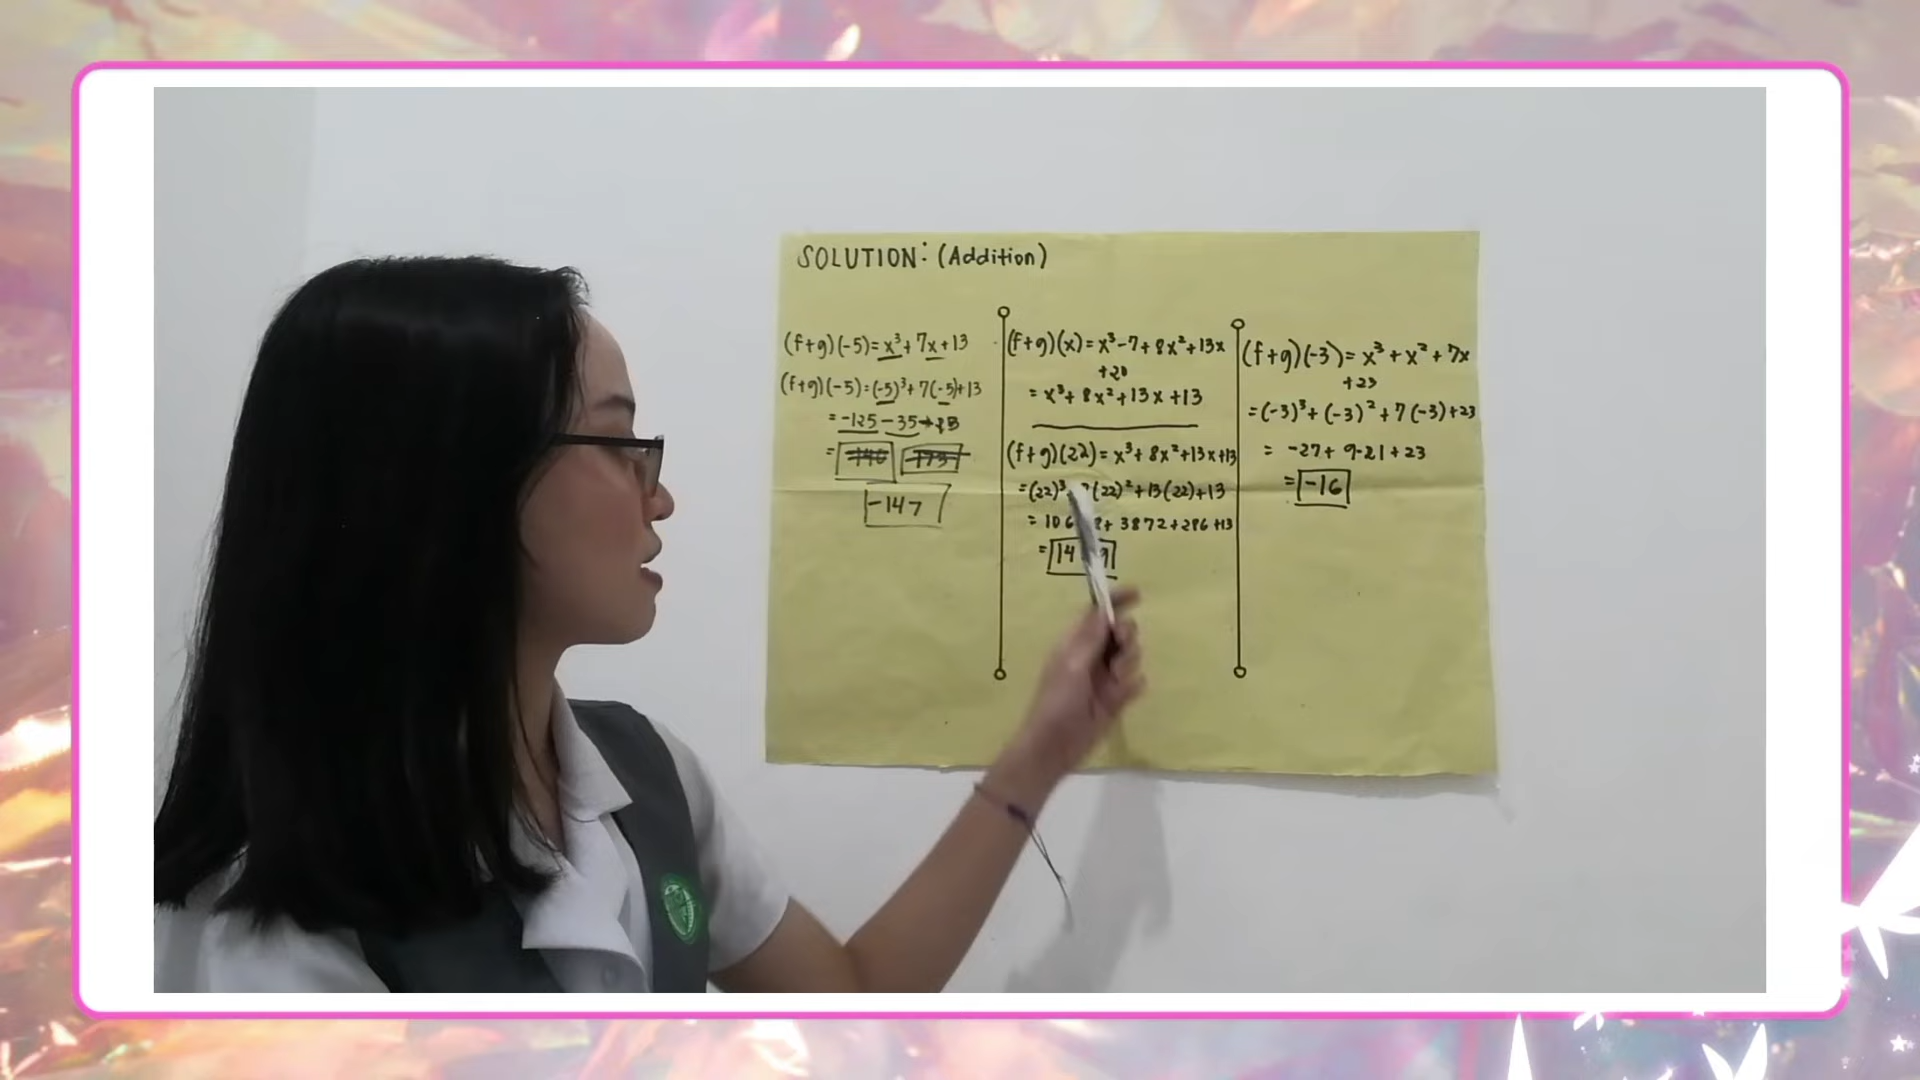 SOLUTION: (Addition)
(f+g)(-5)=x³+7x+13
(f+g)(-5)=(-5)³+7(-5)+13
=-125-35+13
=
-147
(f+g)(x)=x³-7+8x²+13x
+20
=x³+8x²+13x+13
(f+g)(22)=x³+8x²+13x+13
=(22)³ (22)²+13(22)+13
= + 3872+286+13
=
(f+g)(-3)=x³+x²+7x
+23
=(-3)³+(-3)²+7(-3)+23
= -27+9-21+23
=-16